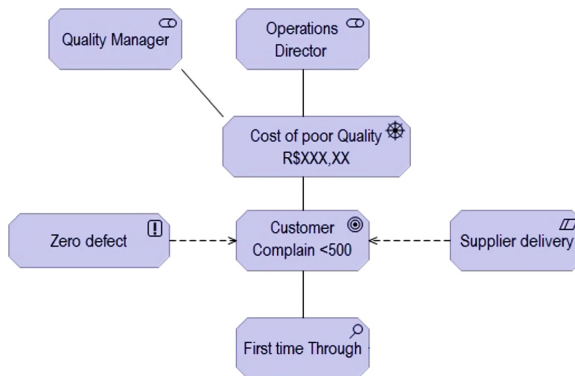 Quality Manager
Operations
Director
Cost of poor Quality
R$XXX,XX
Zero defect
Customer
Complain <500
Supplier delivery
First time Through